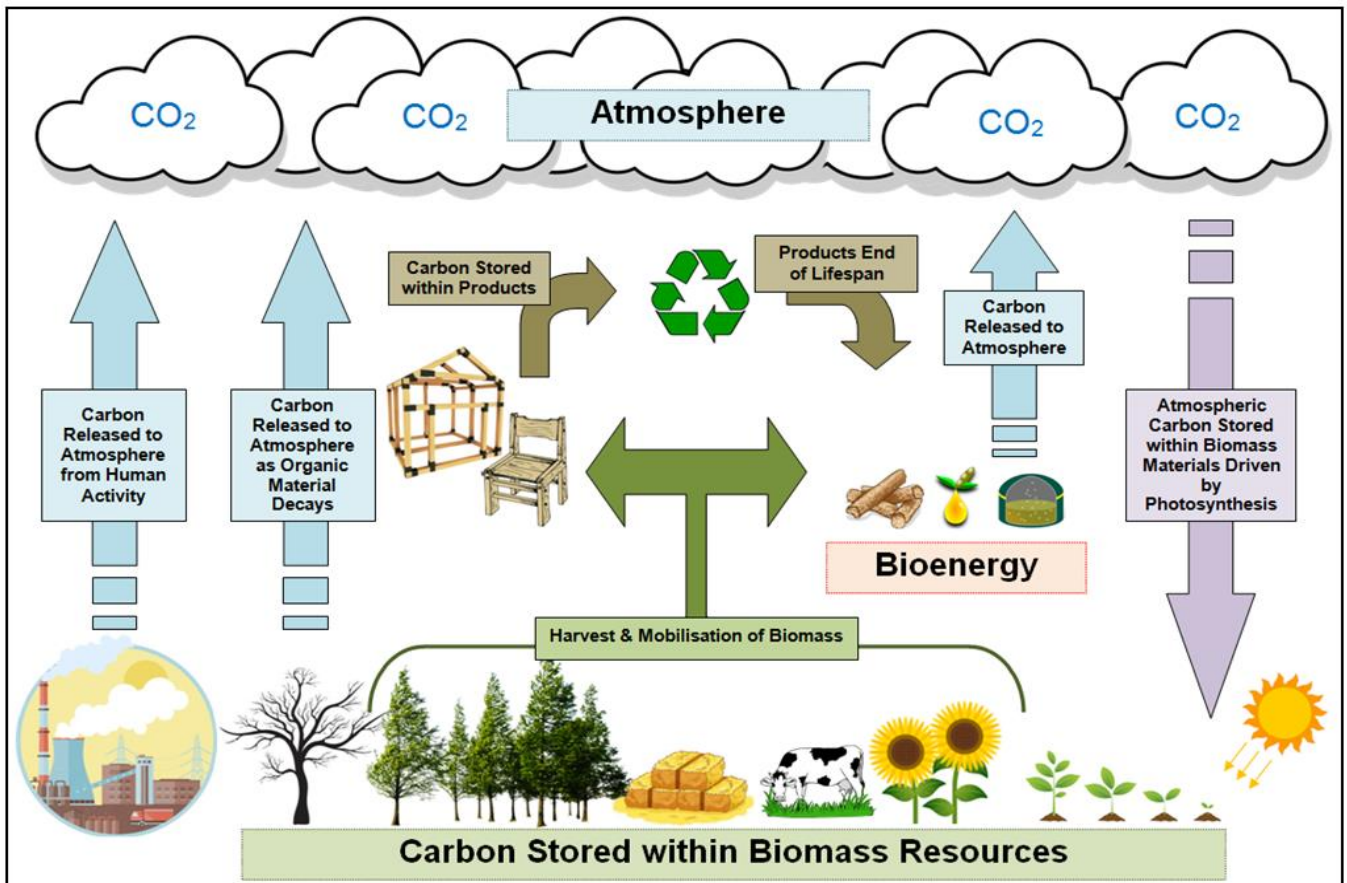 CO₂
CO₂
Atmosphere
CO₂
CO₂
Carbon Stored
within Products
Products End
of Lifespan
Carbon
Released to
Atmosphere
Carbon
Released to
Atmosphere
from Human
Activity
Carbon
Released to
Atmosphere
as Organic
Material
Decays
Atmospheric
Carbon Stored
within Biomass
Materials Driven
by
Photosynthesis
Bioenergy
Harvest & Mobilisation of Biomass
Carbon Stored within Biomass Resources